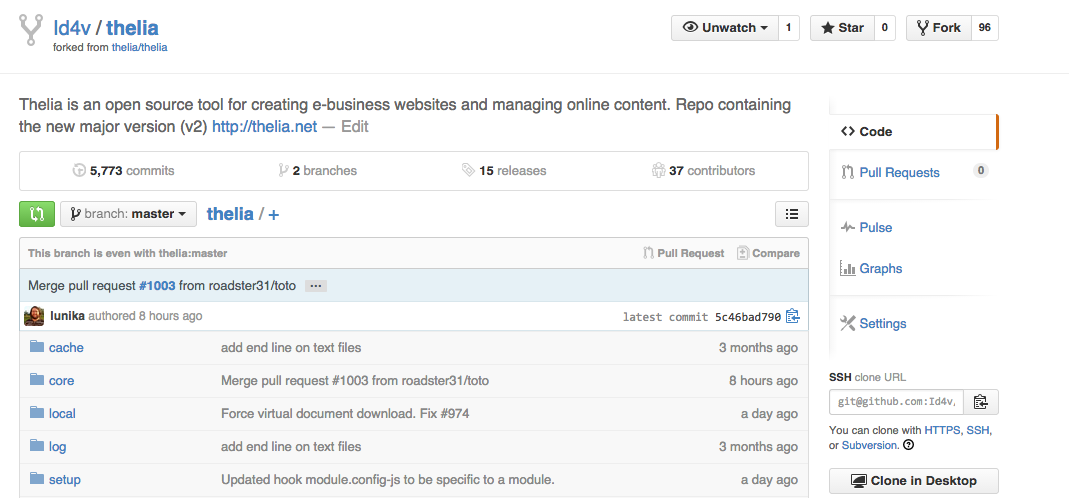 Id4v / thelia
forked from thelia/thelia
Unwatch 1 Star 0 Fork 96
Thelia is an open source tool for creating e-business websites and managing online content. Repo containing
the new major version (v2) http://thelia.net — Edit
5,773 commits 2 branches 15 releases 37 contributors
branch: master thelia / +
This branch is even with thelia:master Pull Request Compare
Merge pull request #1003 from roadster31/toto ...
lunika authored 8 hours ago latest commit 5c46bad790
cache add end line on text files 3 months ago
core Merge pull request #1003 from roadster31/toto 8 hours ago
local Force virtual document download. Fix #974 a day ago
log add end line on text files 3 months ago
setup Updated hook module.config-js to be specific to a module. a day ago
Code
Pull Requests 0
Pulse
Graphs
Settings
SSH clone URL
git@github.com:Id4v,
You can clone with HTTPS, SSH,
or Subversion. ?
Clone in Desktop